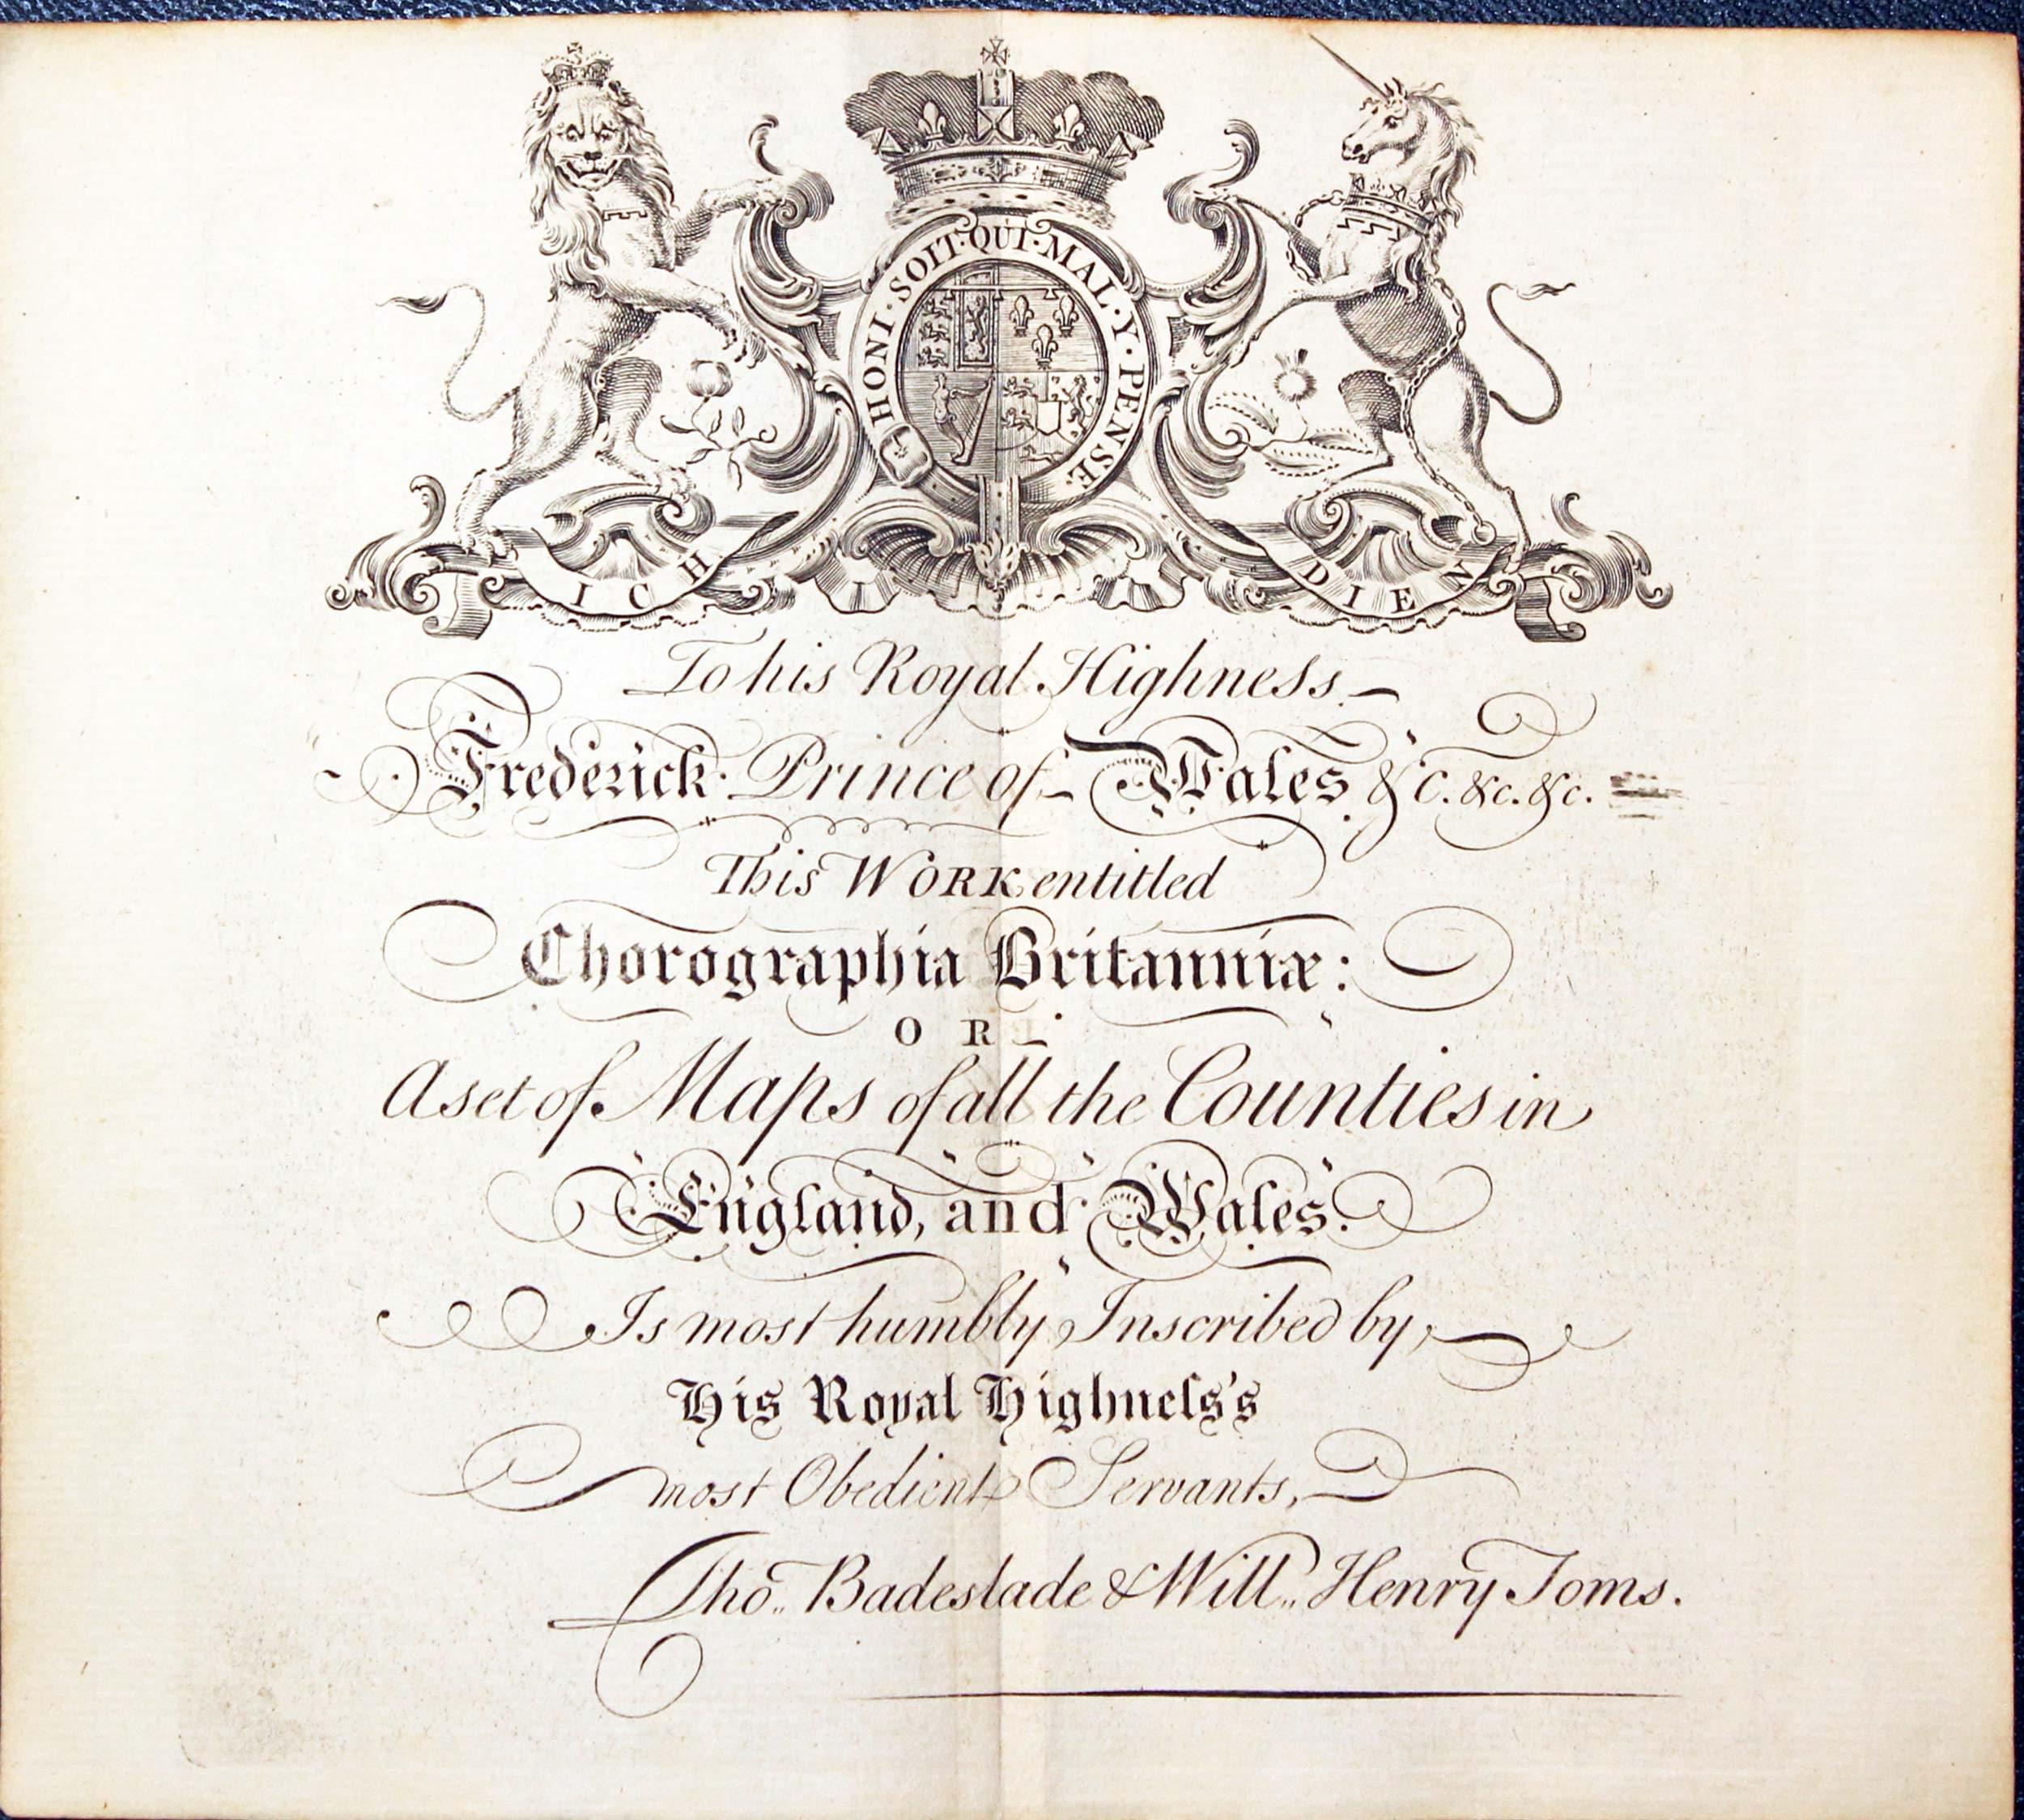 HONI·SOIT·QUI·MAL·Y·PENSE.
ICH DIEN
To his Royal Highness
Frederick Prince of Wales &c. &c. &c.
This WORK entitled
Chorographia Britanniæ:
OR
A set of Maps of all the Counties in
England, and Wales.
Is most humbly Inscribed by,
His Royal Highneſs's
most Obedient Servants,
Tho.. Badeslade & Will.. Henry Toms.